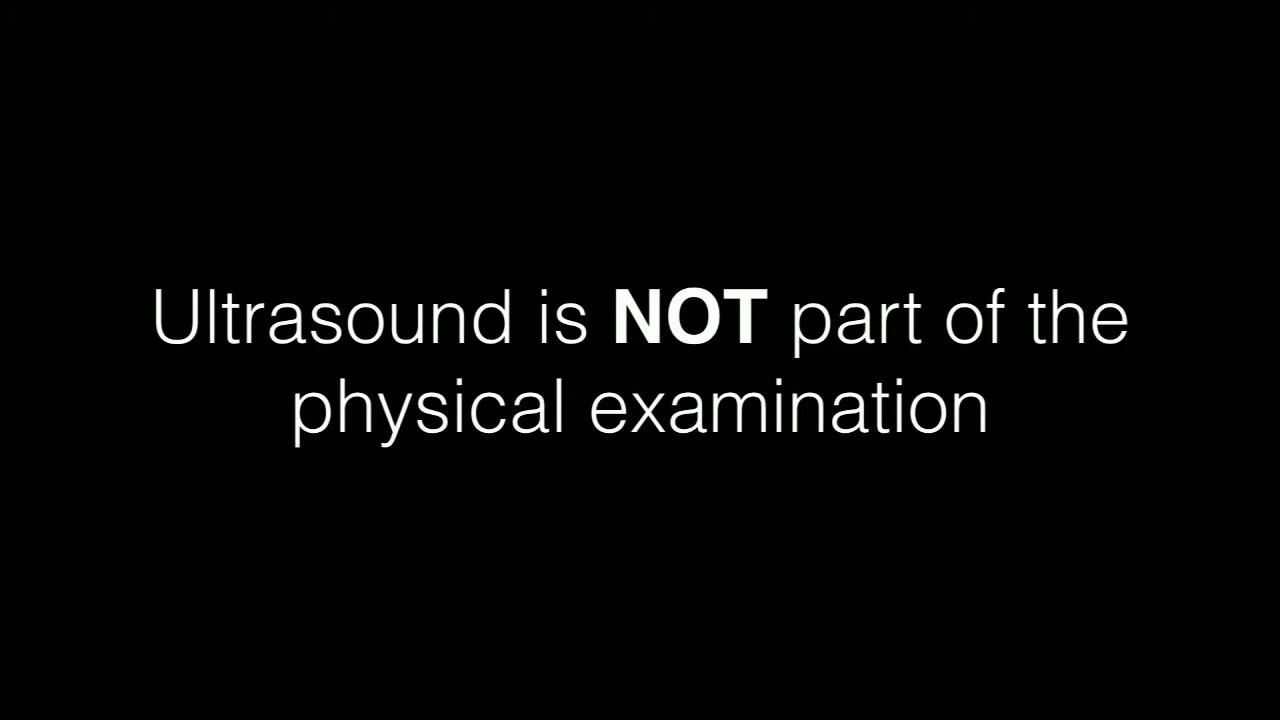 Ultrasound is NOT part of the
physical examination